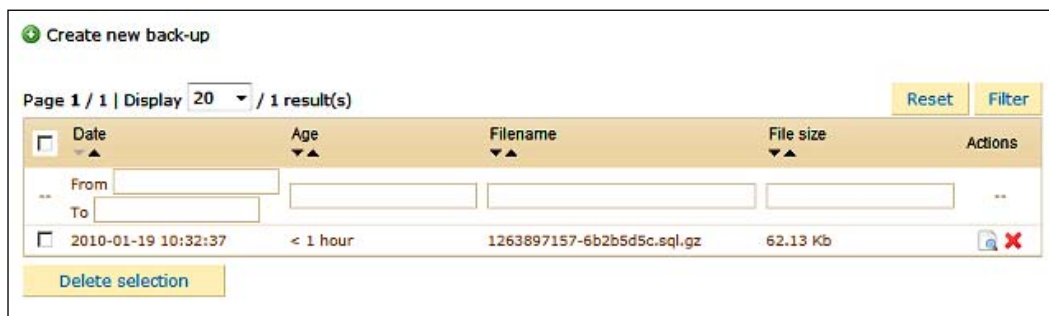 Create new back-up
Page 1 / 1 | Display 20 / 1 result(s)
Reset Filter
Date Age Filename File size Actions
-- From --
To
2010-01-19 10:32:37 < 1 hour 1263897157-6b2b5d5c.sql.gz 62.13 Kb
Delete selection